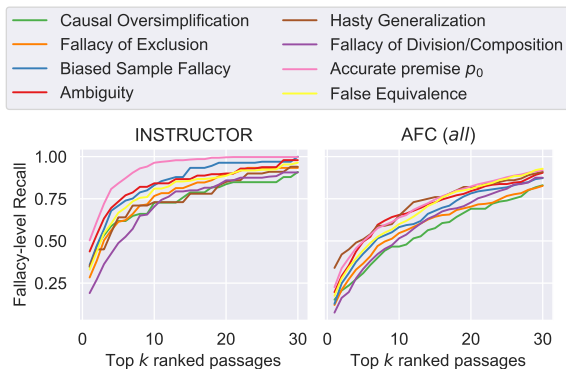 Causal Oversimplification
Fallacy of Exclusion
Biased Sample Fallacy
Ambiguity
Hasty Generalization
Fallacy of Division/Composition
Accurate premise p0
False Equivalence
INSTRUCTOR
AFC (all)
Fallacy-level Recall
1.00
0.75
0.50
0.25
0 10 20 30
0 10 20 30
Top k ranked passages
Top k ranked passages